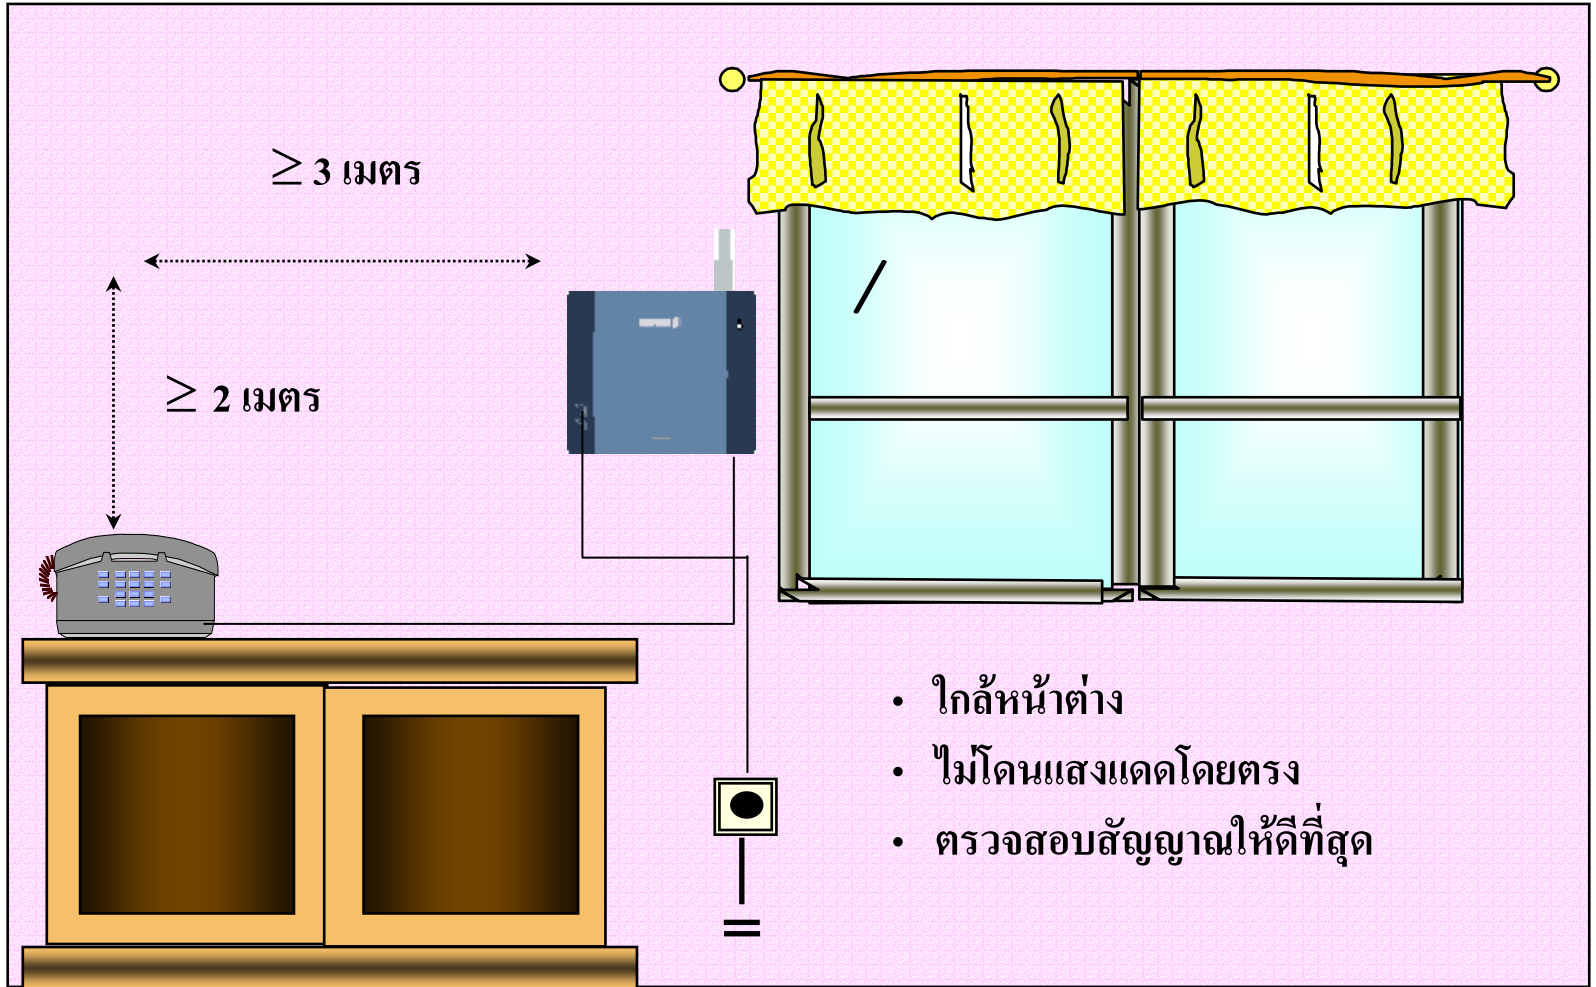 ≥ 3 เมตร
≥ 2 เมตร
• ใกล้หน้าต่าง
• ไม่โดนแสงแดดโดยตรง
• ตรวจสอบสัญญาณให้ดีที่สุด